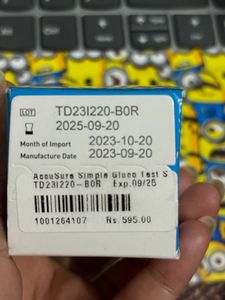 LOT TD23I220-B0R
2025-09-20
Month of Import 2023-10-20
Manufacture Date 2023-09-20
AccuSure Simple Gluco Test S
TD23I220-B0R Exp.09/25
1001264107 Rs.595.00